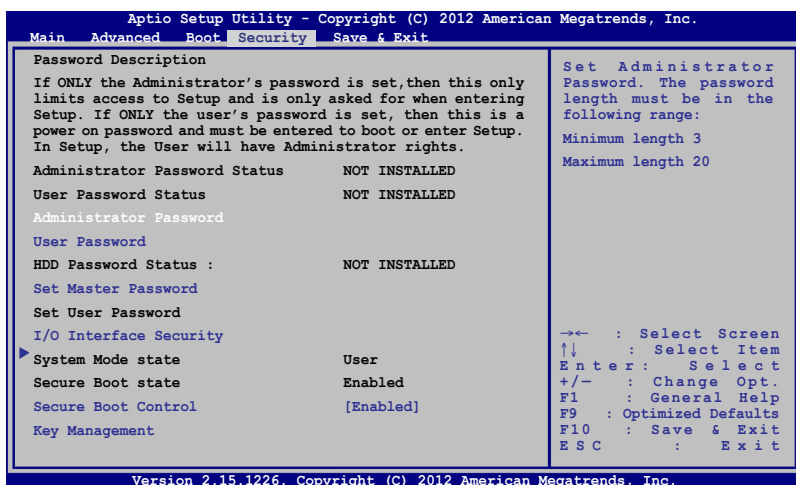 Aptio Setup Utility - Copyright (C) 2012 American Megatrends, Inc.
Main Advanced Boot Security Save & Exit
Password Description
If ONLY the Administrator's password is set,then this only
limits access to Setup and is only asked for when entering
Setup. If ONLY the user's password is set, then this is a
power on password and must be entered to boot or enter Setup.
In Setup, the User will have Administrator rights.
Administrator Password Status NOT INSTALLED
User Password Status NOT INSTALLED
Administrator Password
User Password
HDD Password Status : NOT INSTALLED
Set Master Password
Set User Password
I/O Interface Security
System Mode state User
Secure Boot state Enabled
Secure Boot Control [Enabled]
Key Management
Set Administrator
Password. The password
length must be in the
following range:
Minimum length 3
Maximum length 20
→← : Select Screen
↑↓ : Select Item
Enter: Select
+/— : Change Opt.
F1 : General Help
F9 : Optimized Defaults
F10 : Save & Exit
ESC : Exit
Version 2.15.1226. Copyright (C) 2012 American Megatrends, Inc.